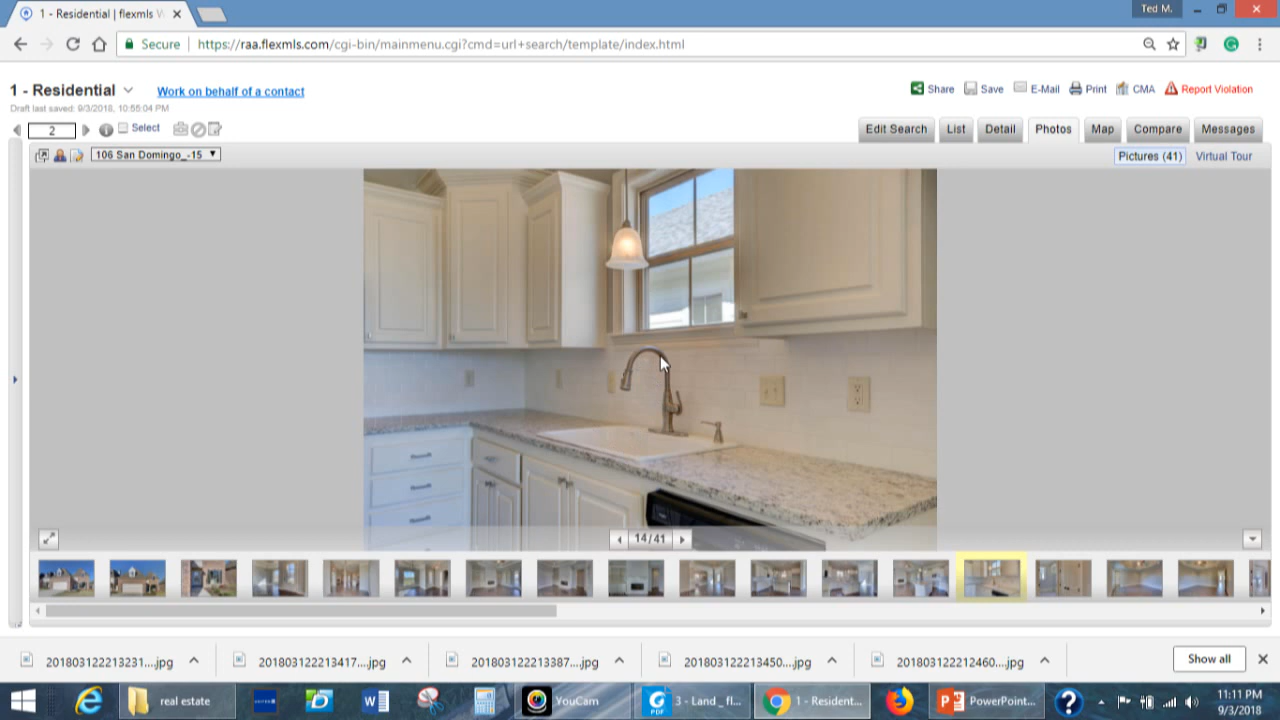 1 - Residential | flexmls W
Ted M.
Secure https://raa.flexmls.com/cgi-bin/mainmenu.cgi?cmd=url+search/template/index.html
1 - Residential Work on behalf of a contact
Share Save E-Mail Print CMA Report Violation
Draft last saved: 9/3/2018, 10:55:04 PM
2 Select
Edit Search List Detail Photos Map Compare Messages
106 San Domingo_-15
Pictures (41) Virtual Tour
14/41
201803122213231....jpg 201803122213417....jpg 201803122213387....jpg 201803122213450....jpg 201803122212460....jpg Show all
real estate YouCam 3 - Land _ fl... 1 - Resident... PowerPoint...
11:11 PM
9/3/2018